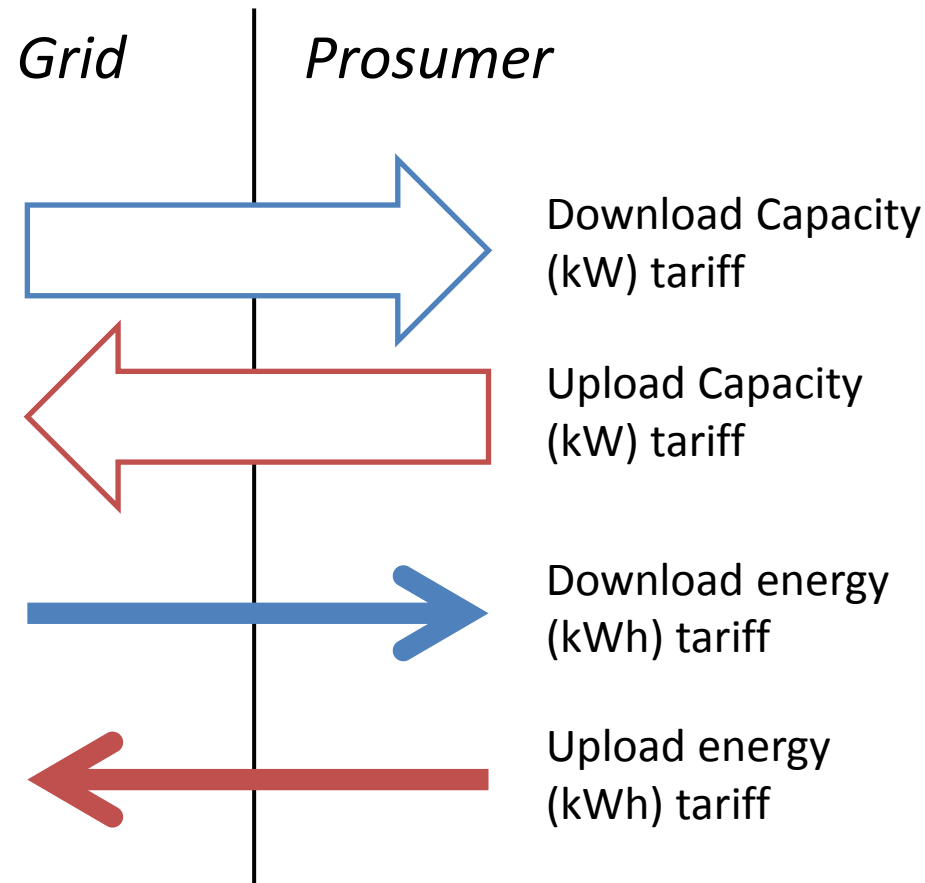 Grid
Prosumer
Download Capacity
(kW) tariff
Upload Capacity
(kW) tariff
Download energy
(kWh) tariff
Upload energy
(kWh) tariff